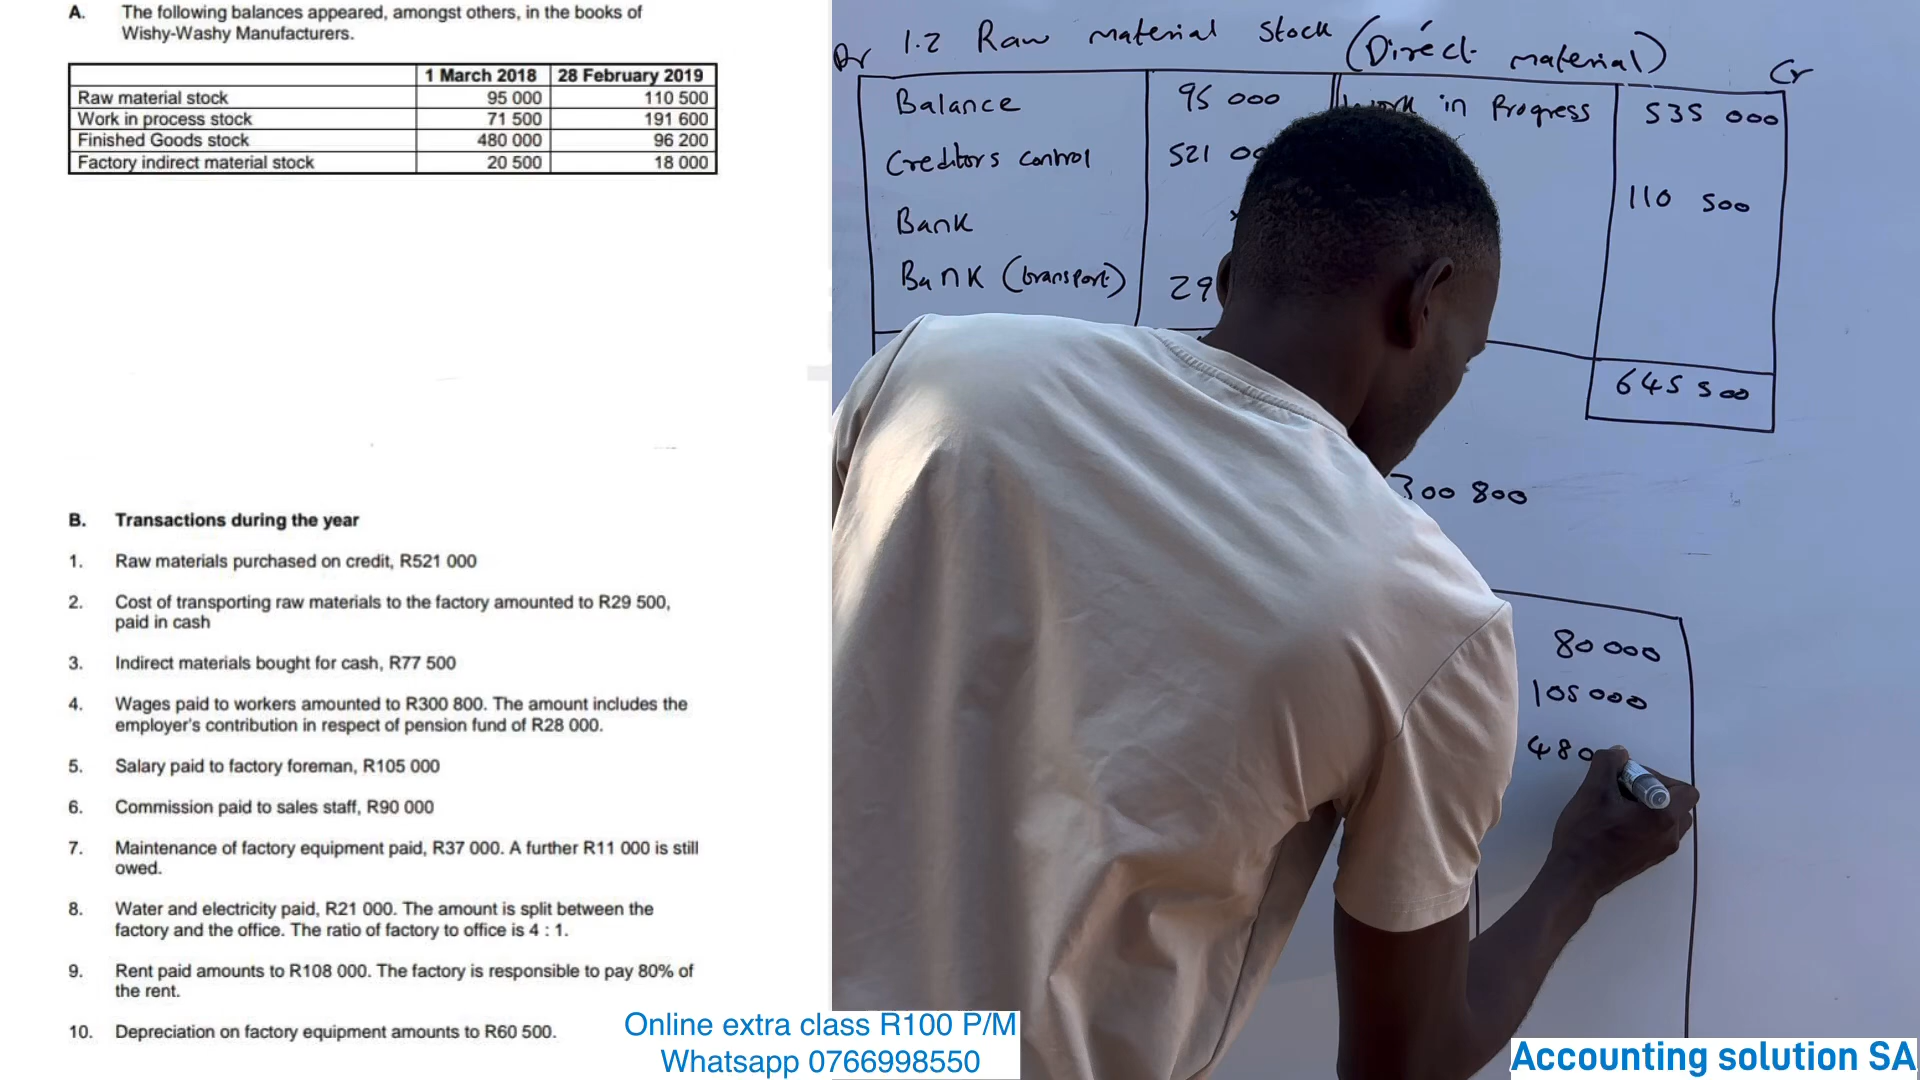 A. The following balances appeared, amongst others, in the books of
Wishy-Washy Manufacturers.
1 March 2018 28 February 2019
Raw material stock 95 000 110 500
Work in process stock 71 500 191 600
Finished Goods stock 480 000 96 200
Factory indirect material stock 20 500 18 000
B. Transactions during the year
1. Raw materials purchased on credit, R521 000
2. Cost of transporting raw materials to the factory amounted to R29 500,
paid in cash
3. Indirect materials bought for cash, R77 500
4. Wages paid to workers amounted to R300 800. The amount includes the
employer's contribution in respect of pension fund of R28 000.
5. Salary paid to factory foreman, R105 000
6. Commission paid to sales staff, R90 000
7. Maintenance of factory equipment paid, R37 000. A further R11 000 is still
owed.
8. Water and electricity paid, R21 000. The amount is split between the
factory and the office. The ratio of factory to office is 4 : 1.
9. Rent paid amounts to R108 000. The factory is responsible to pay 80% of
the rent.
10. Depreciation on factory equipment amounts to R60 500.
Dr 1.2 Raw material stock (Direct material) Cr
Balance 95 000 Work in Progress 535 000
Creditors control 521
110 500
Bank
Bank (transport) 29
645 500
300 800
80 000
105 000
480
Online extra class R100 P/M
Whatsapp 0766998550
Accounting solution SA